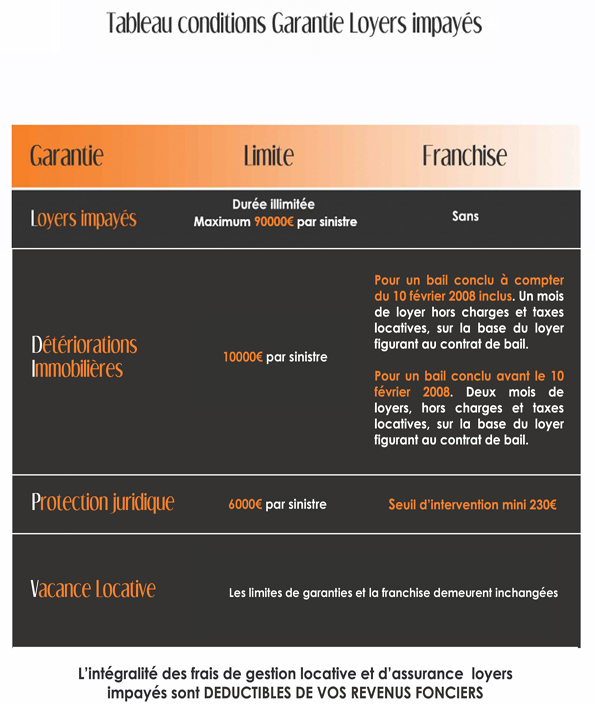 Tableau conditions Garantie Loyers impayés
Garantie Limite Franchise
Loyers impayés
Durée illimitée
Maximum 90000€ par sinistre
Sans
Détériorations
Immobilières
10000€ par sinistre
Pour un bail conclu à compter
du 10 février 2008 inclus. Un mois
de loyer hors charges et taxes
locatives, sur la base du loyer
figurant au contrat de bail.
Pour un bail conclu avant le 10
février 2008. Deux mois de
loyers, hors charges et taxes
locatives, sur la base du loyer
figurant au contrat de bail.
Protection juridique
6000€ par sinistre
Seuil d’intervention mini 230€
Vacance Locative
Les limites de garanties et la franchise demeurent inchangées
L’intégralité des frais de gestion locative et d’assurance loyers
impayés sont DEDUCTIBLES DE VOS REVENUS FONCIERS